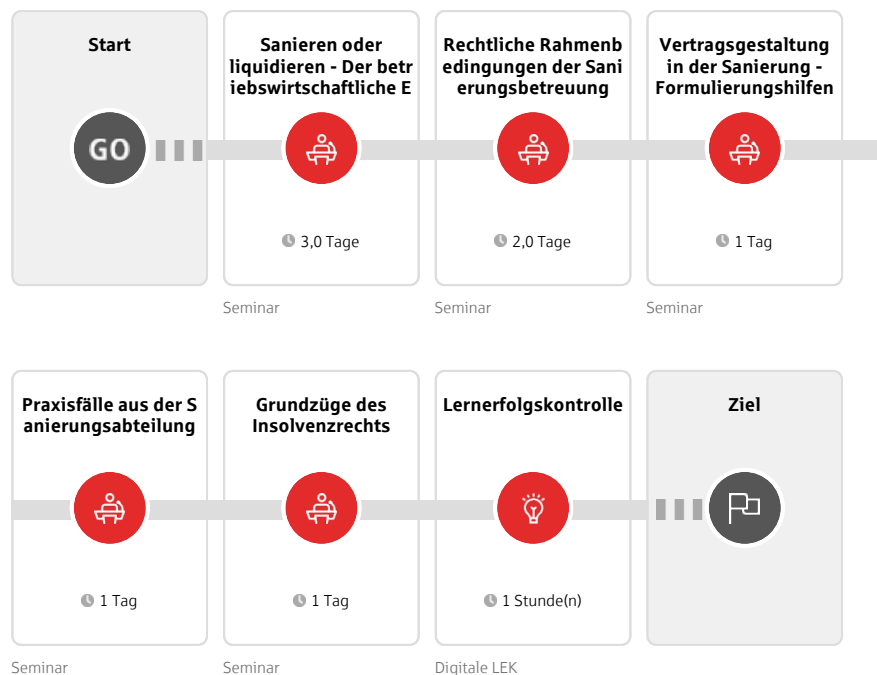 Start
GO
Sanieren oder
liquidieren - Der betr
iebswirtschaftliche E
3,0 Tage
Seminar
Rechtliche Rahmenb
edingungen der Sani
erungsbetreuung
2,0 Tage
Seminar
Vertragsgestaltung
in der Sanierung -
Formulierungshilfen
1 Tag
Seminar
Praxisfälle aus der S
anierungsabteilung
1 Tag
Seminar
Grundzüge des
Insolvenzrechts
1 Tag
Seminar
Lernerfolgskontrolle
1 Stunde(n)
Digitale LEK
Ziel